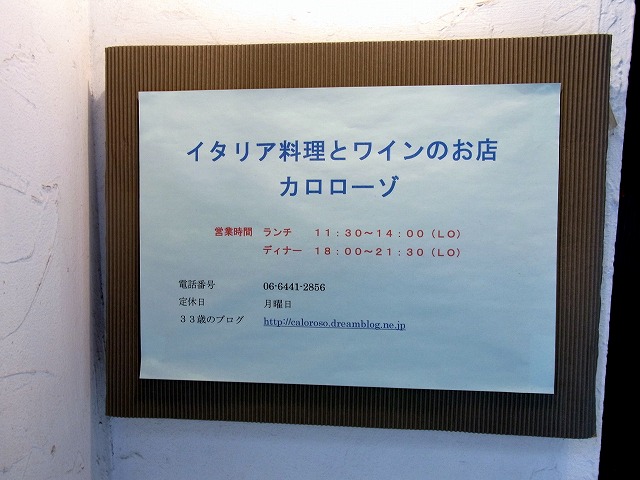 イタリア料理とワインのお店
カロローゾ
営業時間 ランチ 11:30~14:00(LO)
ディナー 18:00~21:30(LO)
電話番号 06-6441-2856
定休日 月曜日
33歳のブログ http://caloroso.dreamblog.ne.jp